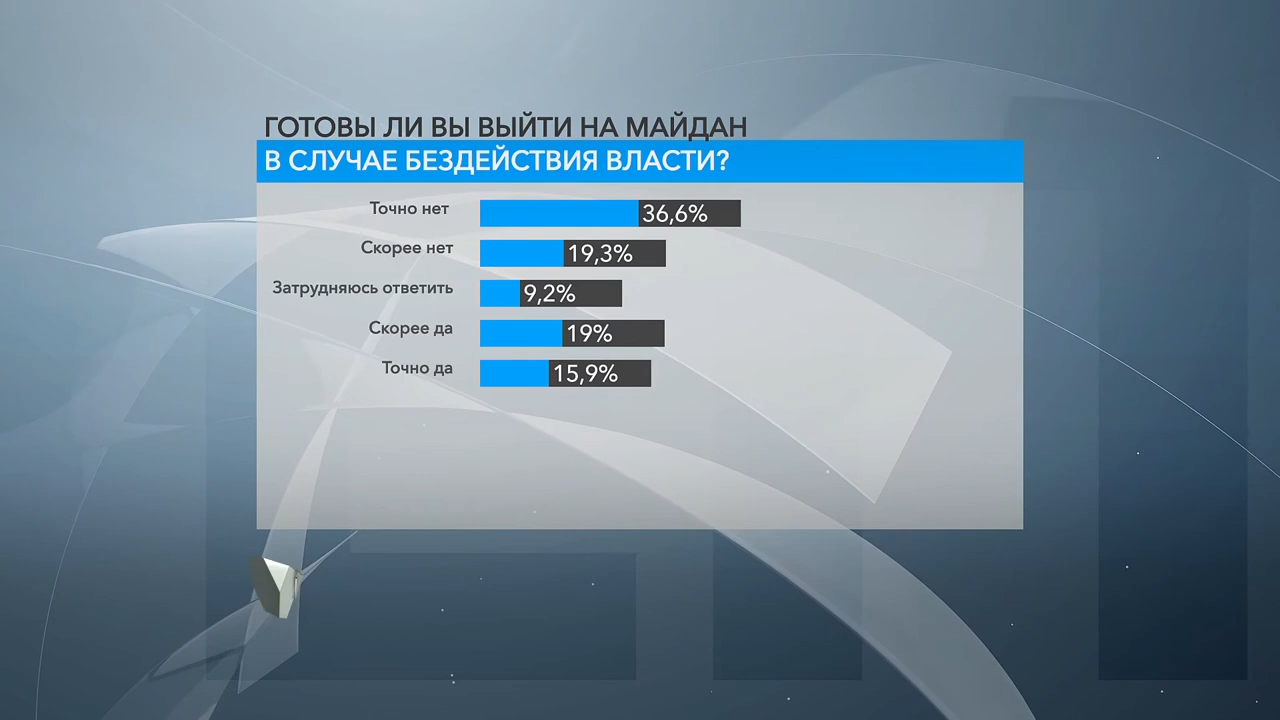 ГОТОВЫ ЛИ ВЫ ВЫЙТИ НА МАЙДАН
В СЛУЧАЕ БЕЗДЕЙСТВИЯ ВЛАСТИ?
Точно нет 36,6%
Скорее нет 19,3%
Затрудняюсь ответить 9,2%
Скорее да 19%
Точно да 15,9%